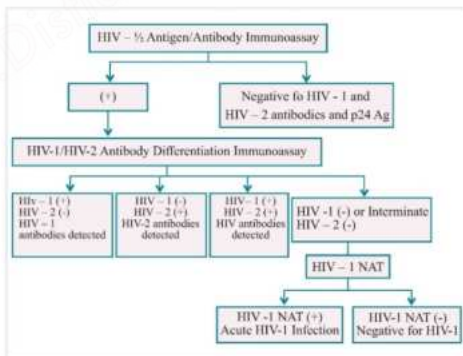 HIV – ½ Antigen/Antibody Immunoassay
(+)
Negative fo HIV - 1 and
HIV – 2 antibodies and p24 Ag
HIV-1/HIV-2 Antibody Differentiation Immunoassay
HIv – 1 (+)
HIV – 2 (-)
HIV – 1
antibodies detected
HIV – 1 (-)
HIV – 2 (+)
HIV-2 antibodies
detected
HIV – 1 (+)
HIV – 2 (+)
HIV antibodies
detected
HIV -1 (-) or Interminate
HIV – 2 (-)
HIV – 1 NAT
HIV -1 NAT (+)
Acute HIV-1 Infection
HIV-1 NAT (-)
Negative for HIV-1